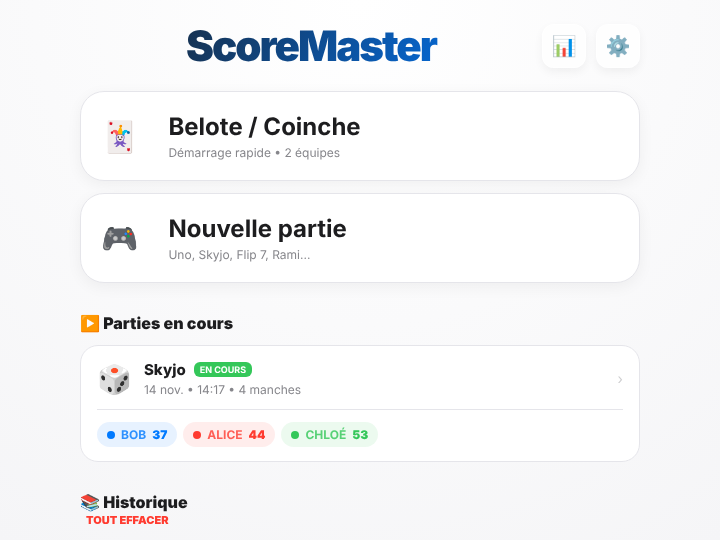 ScoreMaster
Belote / Coinche
Démarrage rapide • 2 équipes
Nouvelle partie
Uno, Skyjo, Flip 7, Rami...
Parties en cours
Skyjo EN COURS
14 nov. • 14:17 • 4 manches
BOB 37 ALICE 44 CHLOÉ 53
Historique
TOUT EFFACER